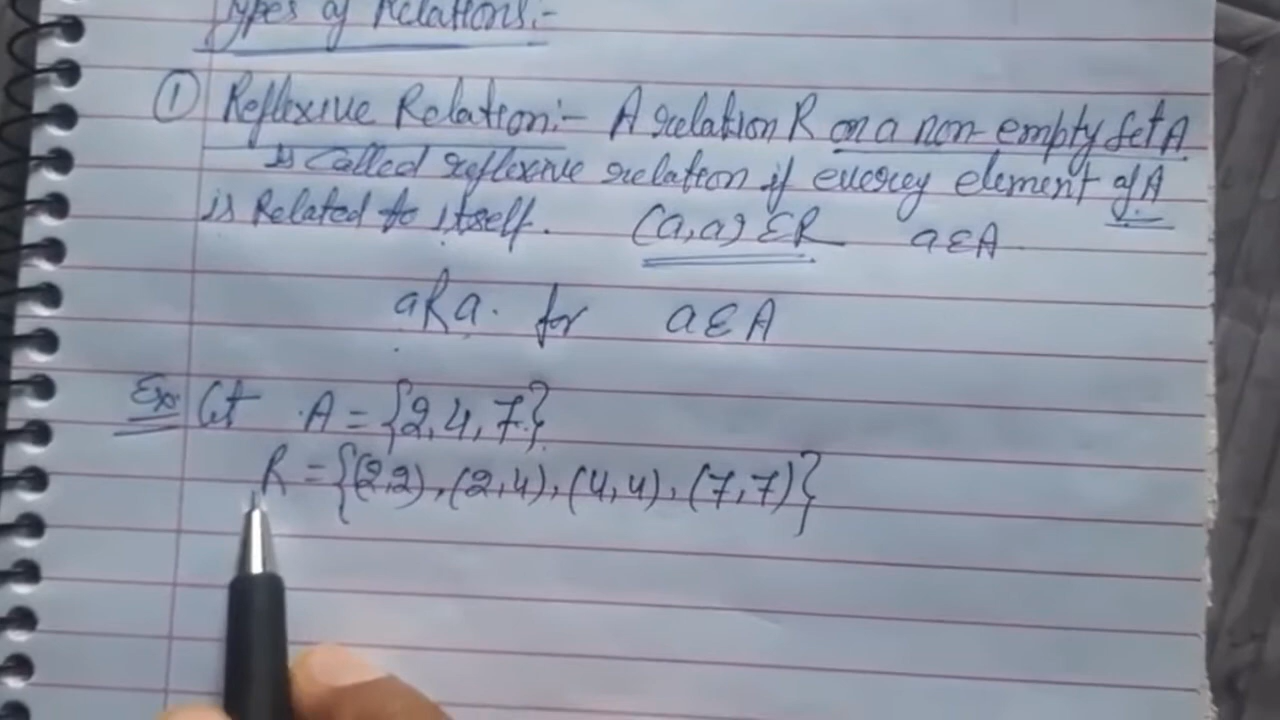 Types of Relations:-
① Reflexive Relation:- A relation R on a non-empty set A
is called reflexive relation if every element of A
is Related to itself. (a,a) ∈ R a ∈ A
aRa. for a ∈ A
Ex: Let A = {2,4,7}
R = {(2,2), (2,4), (4,4), (7,7)}